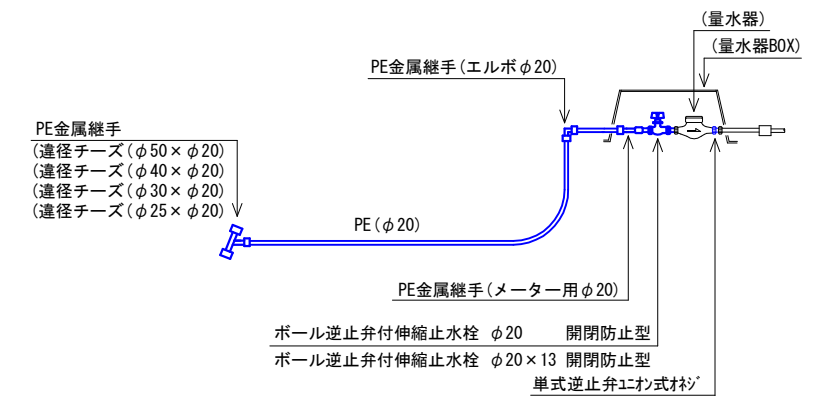 (量水器)
(量水器BOX)
PE金属継手(エルボφ20)
PE金属継手
(違径チーズ(φ50×φ20)
(違径チーズ(φ40×φ20)
(違径チーズ(φ30×φ20)
(違径チーズ(φ25×φ20)
PE(φ20)
PE金属継手(メーター用φ20)
ボール逆止弁付伸縮止水栓 φ20 開閉防止型
ボール逆止弁付伸縮止水栓 φ20×13 開閉防止型
単式逆止弁ﾕﾆｵﾝ式ｵﾈｼﾞ